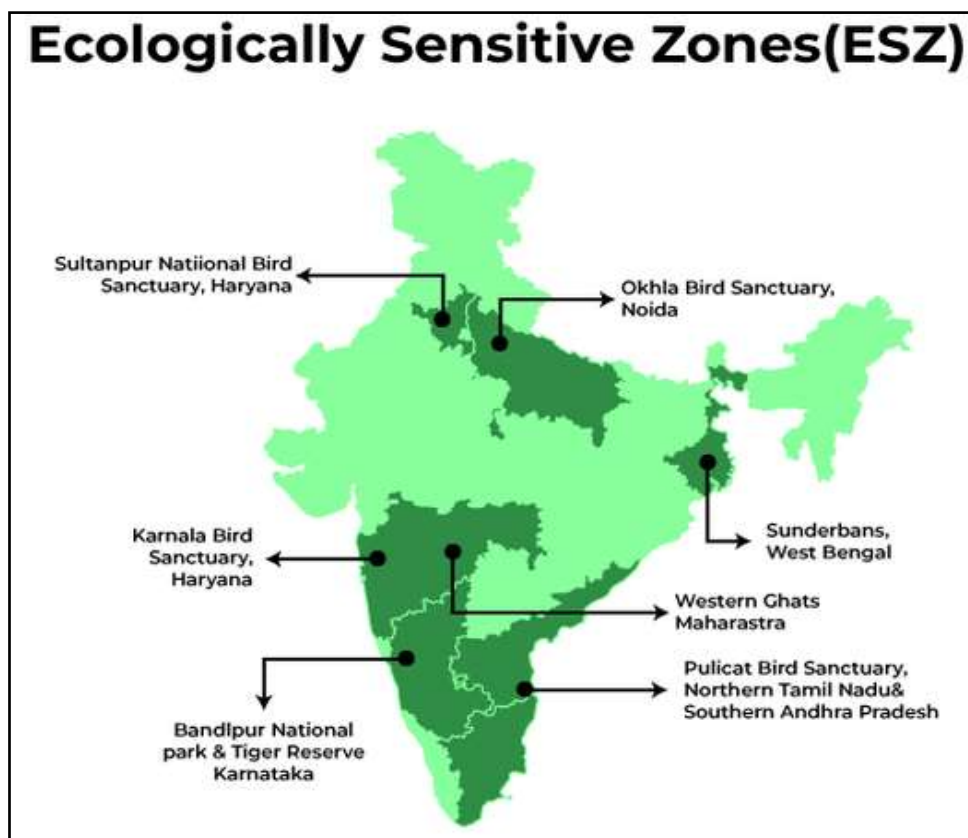 Ecologically Sensitive Zones(ESZ)
Sultanpur Natiional Bird
Sanctuary, Haryana
Okhla Bird Sanctuary,
Noida
Karnala Bird
Sanctuary,
Haryana
Sunderbans,
West Bengal
Western Ghats
Maharastra
Pulicat Bird Sanctuary,
Northern Tamil Nadu&
Southern Andhra Pradesh
Bandlpur National
park & Tiger Reserve
Karnataka